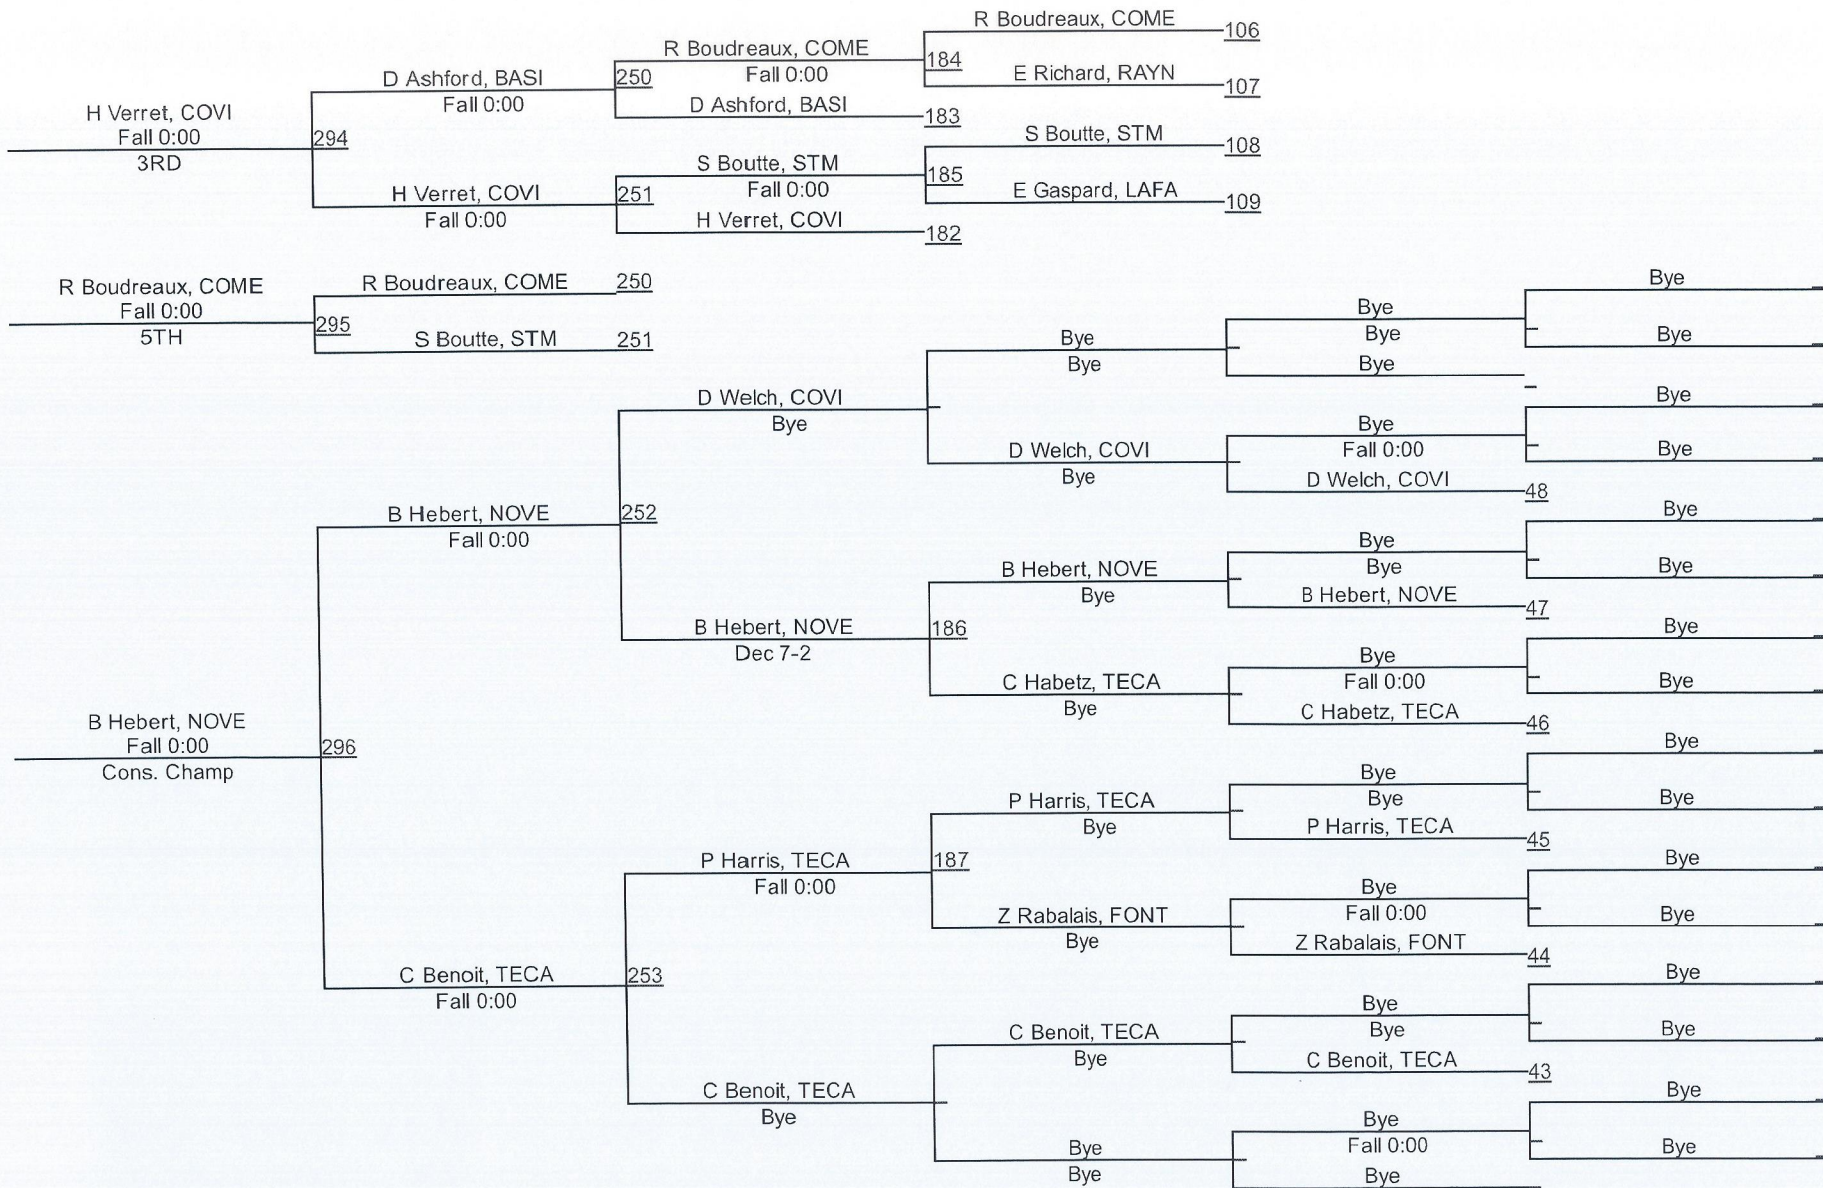 R Boudreaux, COME
106
R Boudreaux, COME
184
Fall 0:00
E Richard, RAYN
107
D Ashford, BASI
250
Fall 0:00
D Ashford, BASI
183
H Verret, COVI
Fall 0:00
294
3RD
S Boutte, STM
108
S Boutte, STM
185
Fall 0:00
E Gaspard, LAFA
109
H Verret, COVI
251
Fall 0:00
H Verret, COVI
182
R Boudreaux, COME
250
R Boudreaux, COME
Fall 0:00
295
5TH
S Boutte, STM
251
Bye
Bye
Bye
Bye
Bye
Bye
Bye
Bye
D Welch, COVI
Bye
Bye
Fall 0:00
Bye
D Welch, COVI
Bye
D Welch, COVI
48
B Hebert, NOVE
252
Fall 0:00
Bye
Bye
Bye
Bye
B Hebert, NOVE
Bye
B Hebert, NOVE
47
B Hebert, NOVE
186
Dec 7-2
Bye
Bye
Fall 0:00
Bye
C Habetz, TECA
Bye
C Habetz, TECA
46
B Hebert, NOVE
Fall 0:00
296
Cons. Champ
Bye
Bye
Bye
Bye
P Harris, TECA
Bye
P Harris, TECA
45
P Harris, TECA
187
Fall 0:00
Bye
Bye
Fall 0:00
Bye
Z Rabalais, FONT
Bye
Z Rabalais, FONT
44
C Benoit, TECA
253
Fall 0:00
Bye
Bye
Bye
Bye
C Benoit, TECA
Bye
C Benoit, TECA
43
C Benoit, TECA
Bye
Bye
Bye
Fall 0:00
Bye
Bye
Bye
Bye